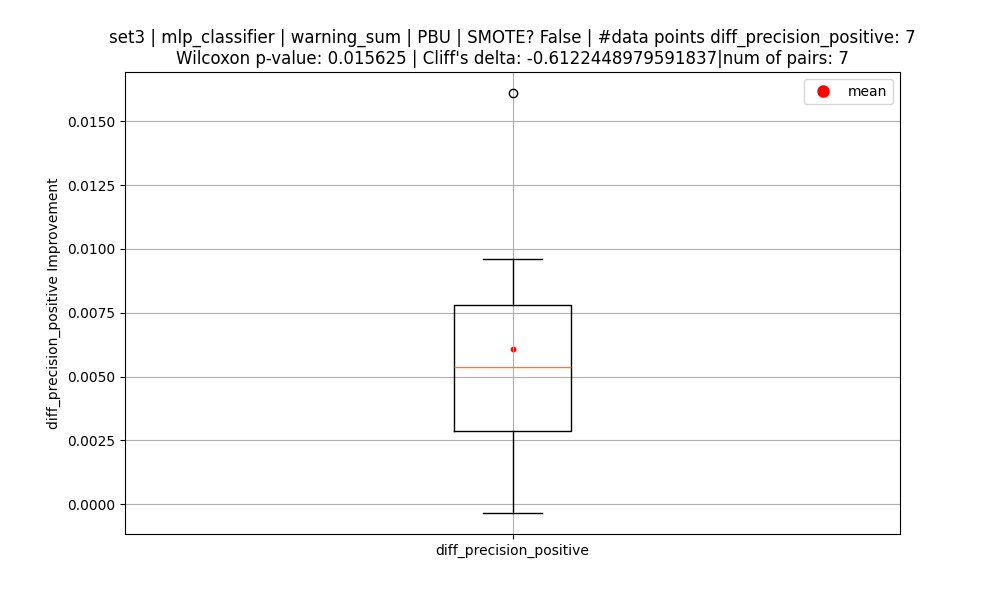 set3 | mlp_classifier | warning_sum | PBU | SMOTE? False | #data points diff_precision_positive: 7
Wilcoxon p-value: 0.015625 | Cliff's delta: -0.6122448979591837|num of pairs: 7
mean
0.0150
0.0125
0.0100
0.0075
0.0050
0.0025
0.0000
diff_precision_positive Improvement
diff_precision_positive